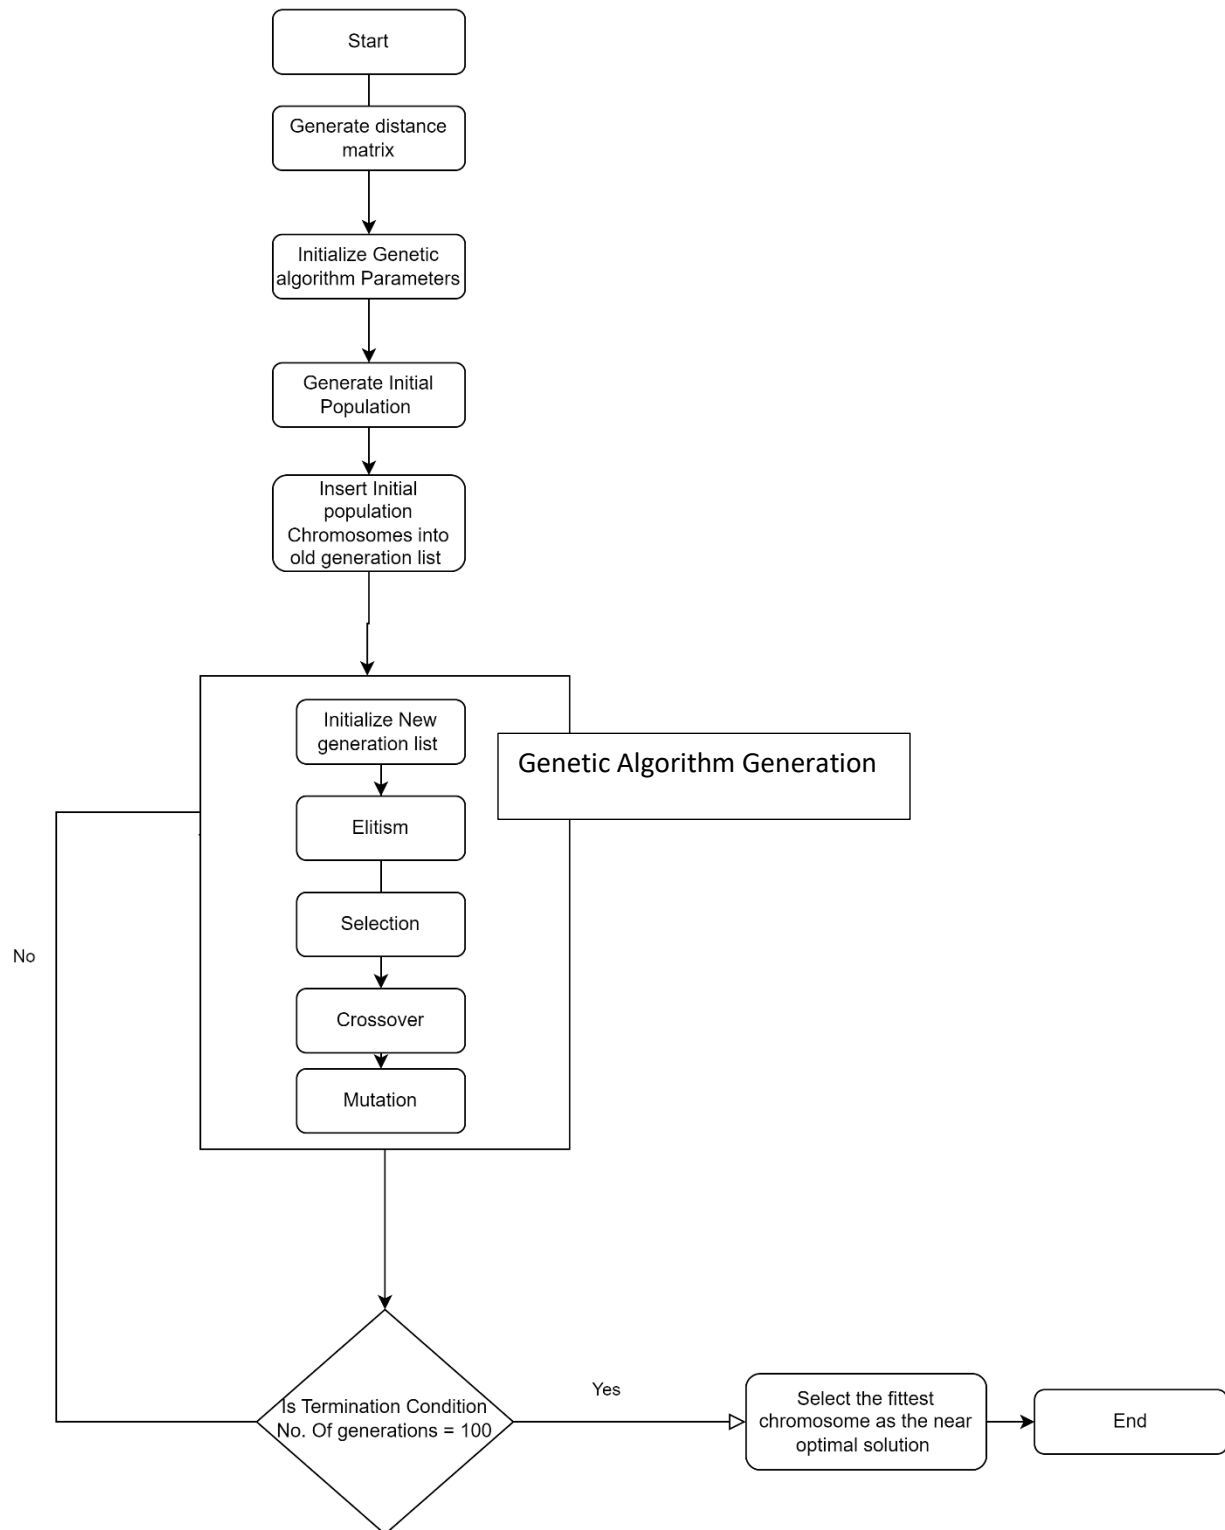 Start
Generate distance
matrix
Initialize Genetic
algorithm Parameters
Generate Initial
Population
Insert Initial
population
Chromosomes into
old generation list
Initialize New
generation list
Genetic Algorithm Generation
Elitism
Selection
No
Crossover
Mutation
Is Termination Condition
No. Of generations = 100
Yes
Select the fittest
chromosome as the near
optimal solution
End